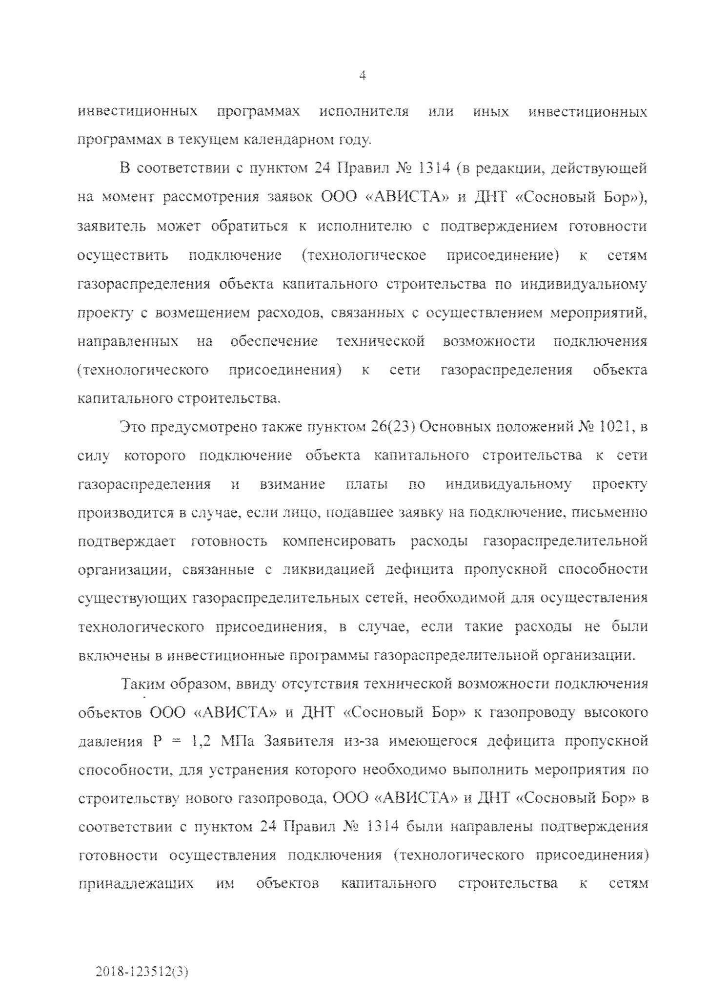 4
инвестиционных программах исполнителя или иных инвестиционных
программах в текущем календарном году.
В соответствии с пунктом 24 Правил № 1314 (в редакции, действующей
на момент рассмотрения заявок ООО «АВИСТА» и ДНТ «Сосновый Бор»),
заявитель может обратиться к исполнителю с подтверждением готовности
осуществить подключение (технологическое присоединение) к сетям
газораспределения объекта капитального строительства по индивидуальному
проекту с возмещением расходов, связанных с осуществлением мероприятий,
направленных на обеспечение технической возможности подключения
(технологического присоединения) к сети газораспределения объекта
капитального строительства.
Это предусмотрено также пунктом 26(23) Основных положений № 1021, в
силу которого подключение объекта капитального строительства к сети
газораспределения и взимание платы по индивидуальному проекту
производится в случае, если лицо, подавшее заявку на подключение, письменно
подтверждает готовность компенсировать расходы газораспределительной
организации, связанные с ликвидацией дефицита пропускной способности
существующих газораспределительных сетей, необходимой для осуществления
технологического присоединения, в случае, если такие расходы не были
включены в инвестиционные программы газораспределительной организации.
Таким образом, ввиду отсутствия технической возможности подключения
объектов ООО «АВИСТА» и ДНТ «Сосновый Бор» к газопроводу высокого
давления Р = 1,2 МПа Заявителя из-за имеющегося дефицита пропускной
способности, для устранения которого необходимо выполнить мероприятия по
строительству нового газопровода, ООО «АВИСТА» и ДНТ «Сосновый Бор» в
соответствии с пунктом 24 Правил № 1314 были направлены подтверждения
готовности осуществления подключения (технологического присоединения)
принадлежащих им объектов капитального строительства к сетям
2018-123512(3)